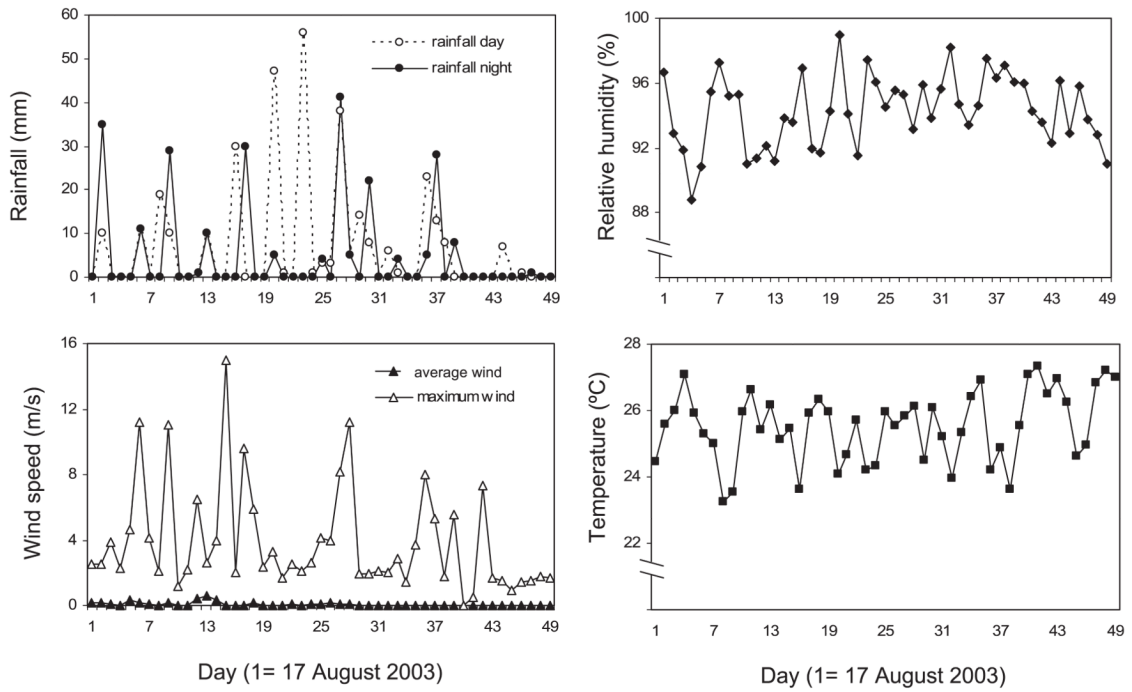 60
50
40
30
20
10
0
Rainfall (mm)
rainfall day
rainfall night
1 7 13 19 25 31 37 43 49
100
96
92
88
Relative humidity (%)
1 7 13 19 25 31 37 43 49
16
12
8
4
0
Wind speed (m/s)
average wind
maximum wind
1 7 13 19 25 31 37 43 49
Day (1= 17 August 2003)
28
26
24
22
Temperature (ºC)
1 7 13 19 25 31 37 43 49
Day (1= 17 August 2003)